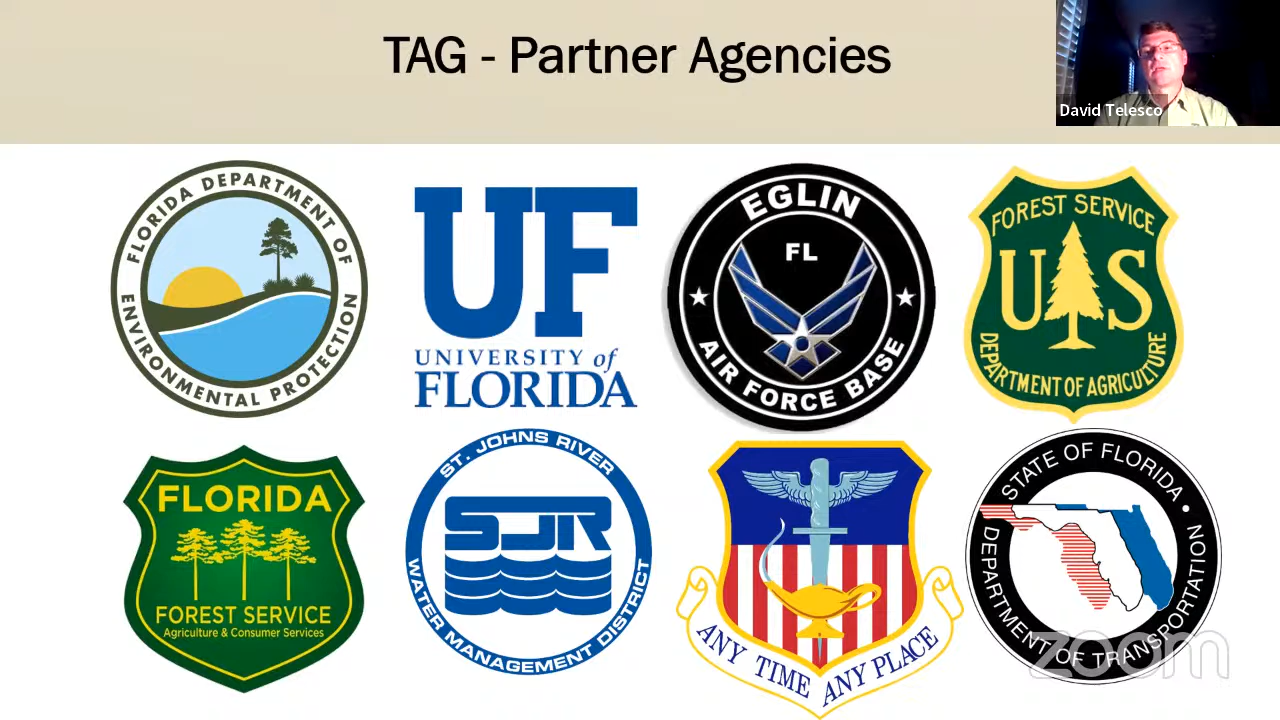 TAG - Partner Agencies
David Telesco
FLORIDA DEPARTMENT OF
ENVIRONMENTAL PROTECTION
UF
UNIVERSITY of
FLORIDA
EGLIN
FL
AIR FORCE BASE
FOREST SERVICE
U S
DEPARTMENT OF AGRICULTURE
FLORIDA
FOREST SERVICE
Agriculture & Consumer Services
ST. JOHNS RIVER
SJR
WATER MANAGEMENT DISTRICT
ANY TIME ANY PLACE
STATE OF FLORIDA
DEPARTMENT OF TRANSPORTATION
zoom